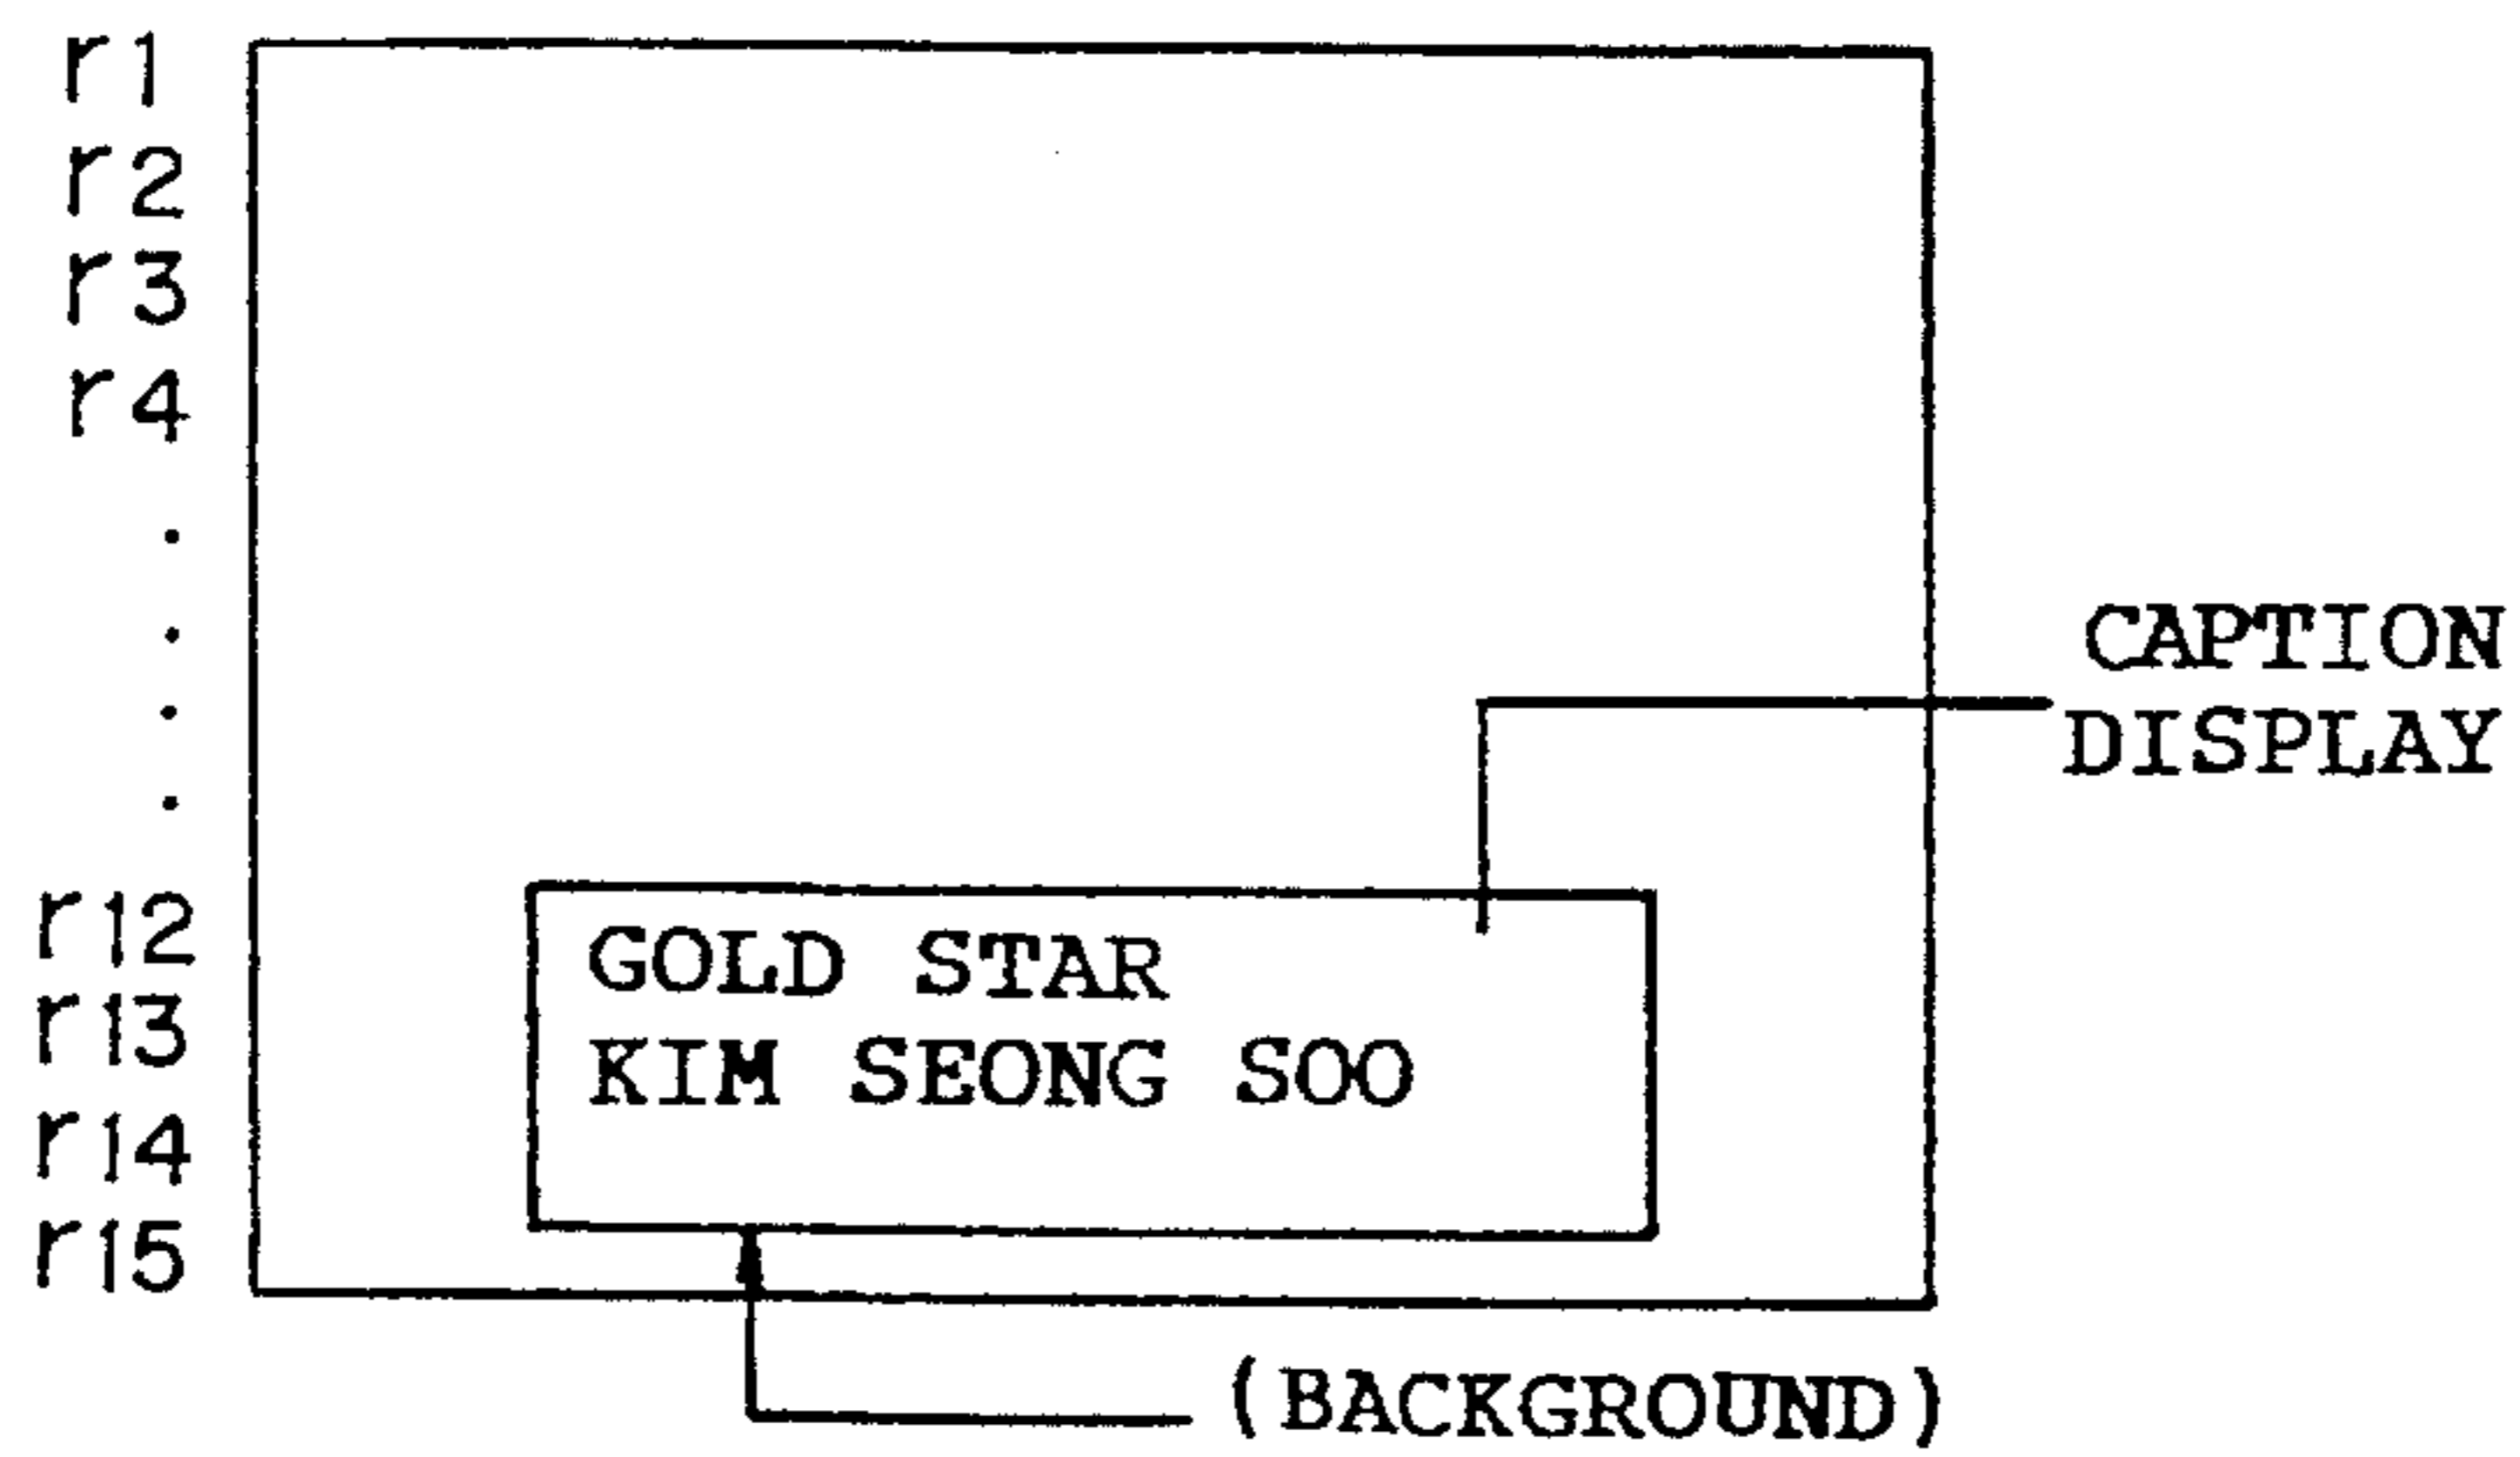 r1
r2
r3
r4
.
.
.
.
CAPTION
DISPLAY
r12 GOLD STAR
r13 KIM SEONG SOO
r14
r15
(BACKGROUND)